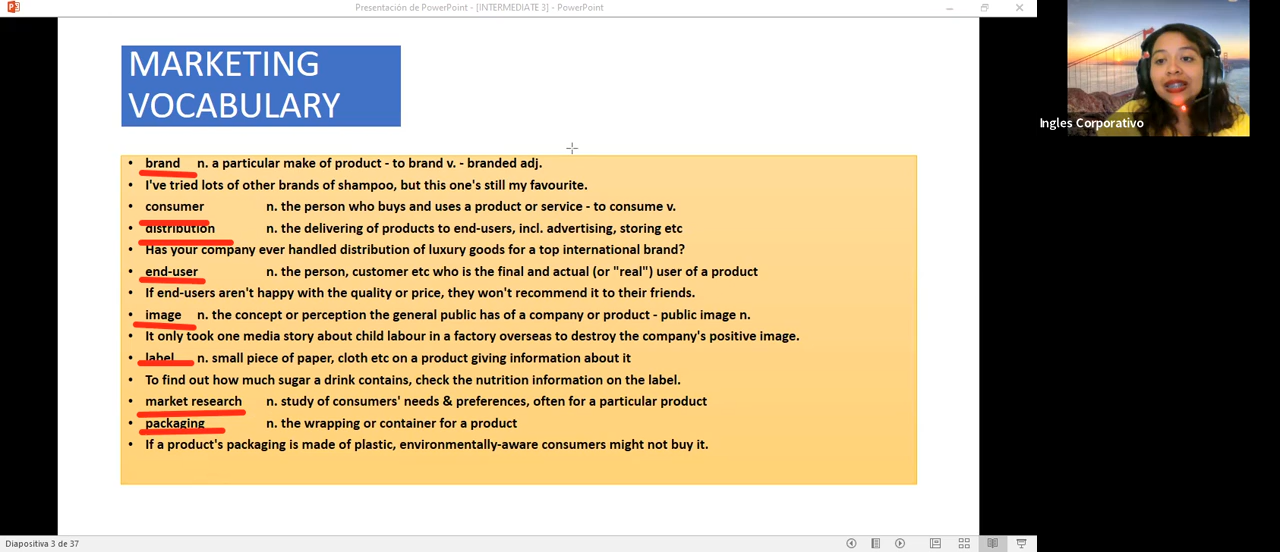 Presentación de PowerPoint - [INTERMEDIATE 3] - PowerPoint
MARKETING
VOCABULARY
• brand n. a particular make of product - to brand v. - branded adj.
• I've tried lots of other brands of shampoo, but this one's still my favourite.
• consumer n. the person who buys and uses a product or service - to consume v.
• distribution n. the delivering of products to end-users, incl. advertising, storing etc
• Has your company ever handled distribution of luxury goods for a top international brand?
• end-user n. the person, customer etc who is the final and actual (or "real") user of a product
• If end-users aren't happy with the quality or price, they won't recommend it to their friends.
• image n. the concept or perception the general public has of a company or product - public image n.
• It only took one media story about child labour in a factory overseas to destroy the company's positive image.
• label n. small piece of paper, cloth etc on a product giving information about it
• To find out how much sugar a drink contains, check the nutrition information on the label.
• market research n. study of consumers' needs & preferences, often for a particular product
• packaging n. the wrapping or container for a product
• If a product's packaging is made of plastic, environmentally-aware consumers might not buy it.
Diapositiva 3 de 37
Ingles Corporativo